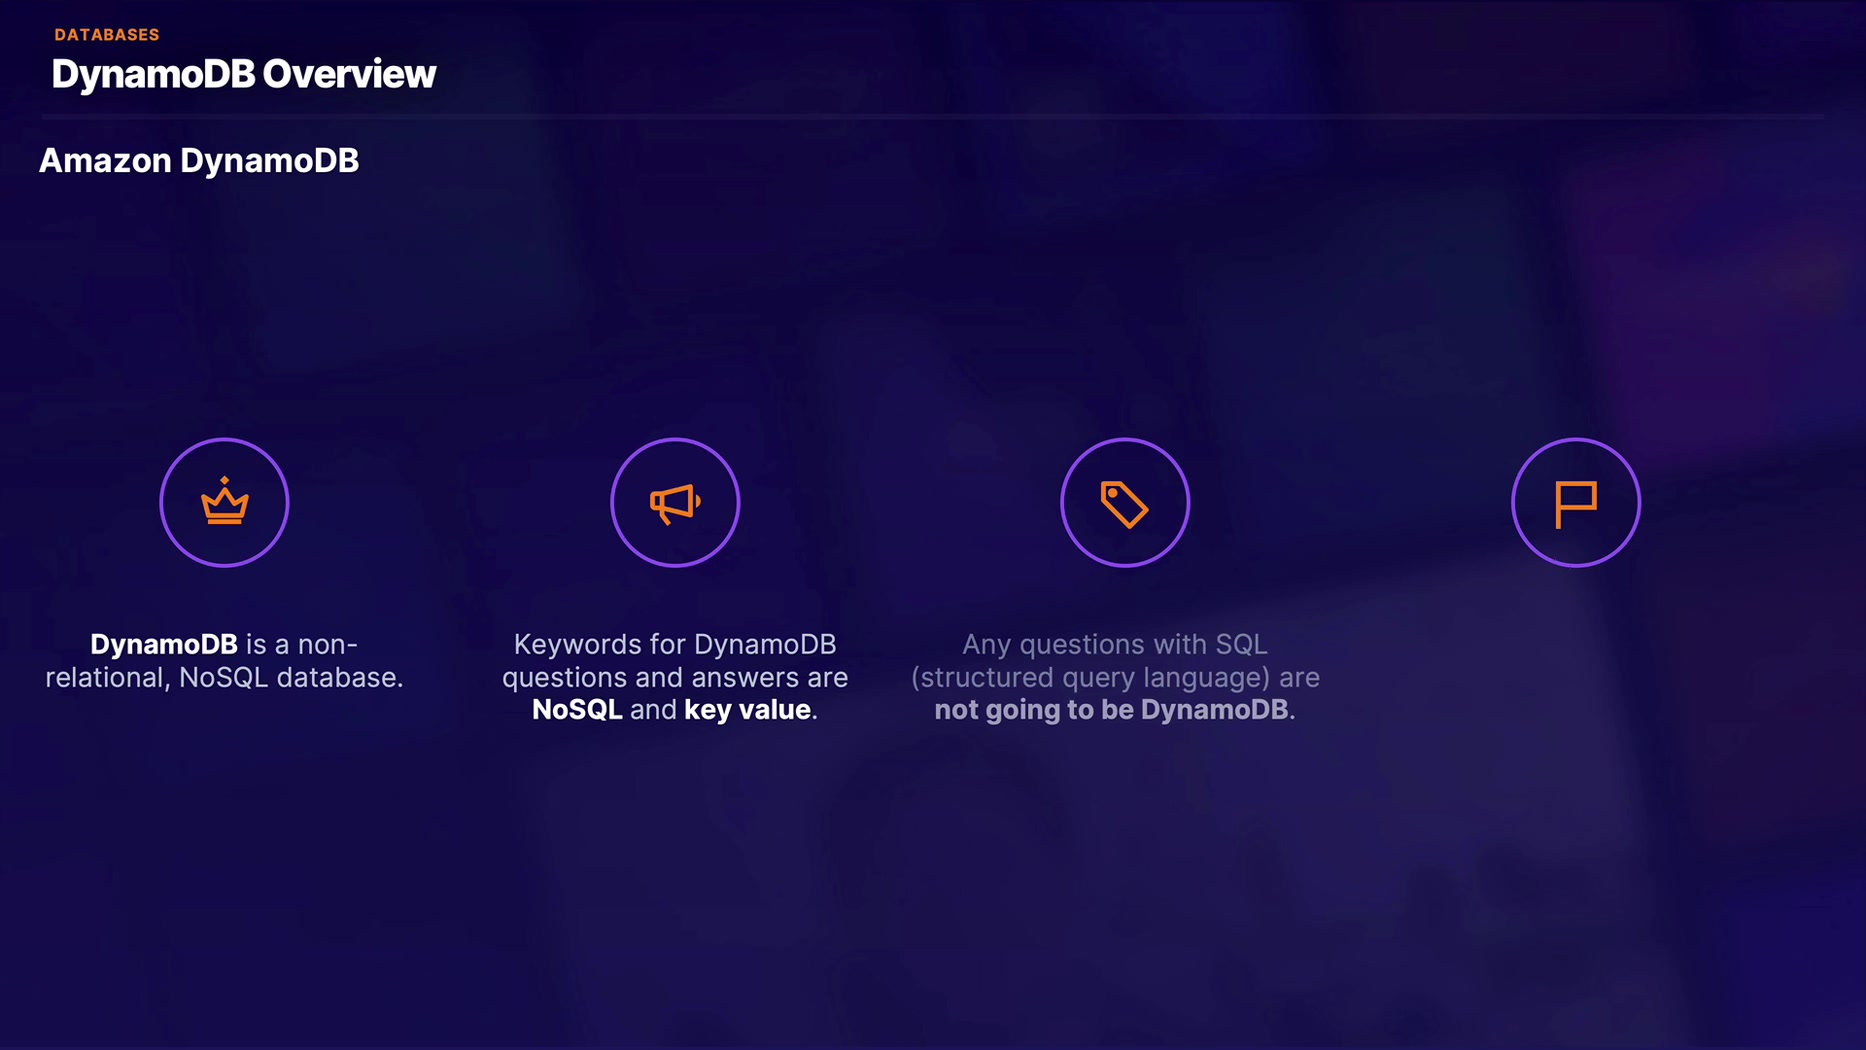 DATABASES
DynamoDB Overview
Amazon DynamoDB
DynamoDB is a non-
relational, NoSQL database.
Keywords for DynamoDB
questions and answers are
NoSQL and key value.
Any questions with SQL
(structured query language) are
not going to be DynamoDB.